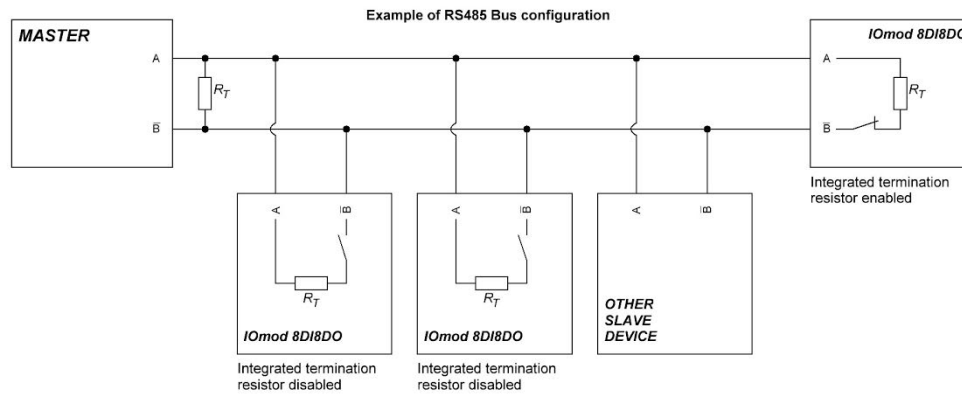 Example of RS485 Bus configuration
MASTER
A
R_T
B̅
IOmod 8DI8DO
A
R_T
B̅
Integrated termination
resistor enabled
A
B̅
R_T
IOmod 8DI8DO
Integrated termination
resistor disabled
A
B̅
R_T
IOmod 8DI8DO
Integrated termination
resistor disabled
A
B̅
OTHER
SLAVE
DEVICE